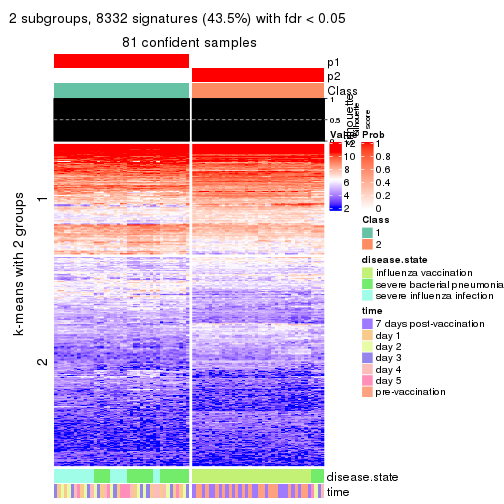 2 subgroups, 8332 signatures (43.5%) with fdr < 0.05
81 confident samples
p1
p2
Class
1
0.5
Silhouette
score
k-means with 2 groups
1
2
Value
12
10
8
6
4
2
Prob
1
0.8
0.6
0.4
0.2
0
Class
1
2
disease.state
influenza vaccination
severe bacterial pneumonia
severe influenza infection
time
7 days post-vaccination
day 1
day 2
day 3
day 4
day 5
pre-vaccination
disease.state
time